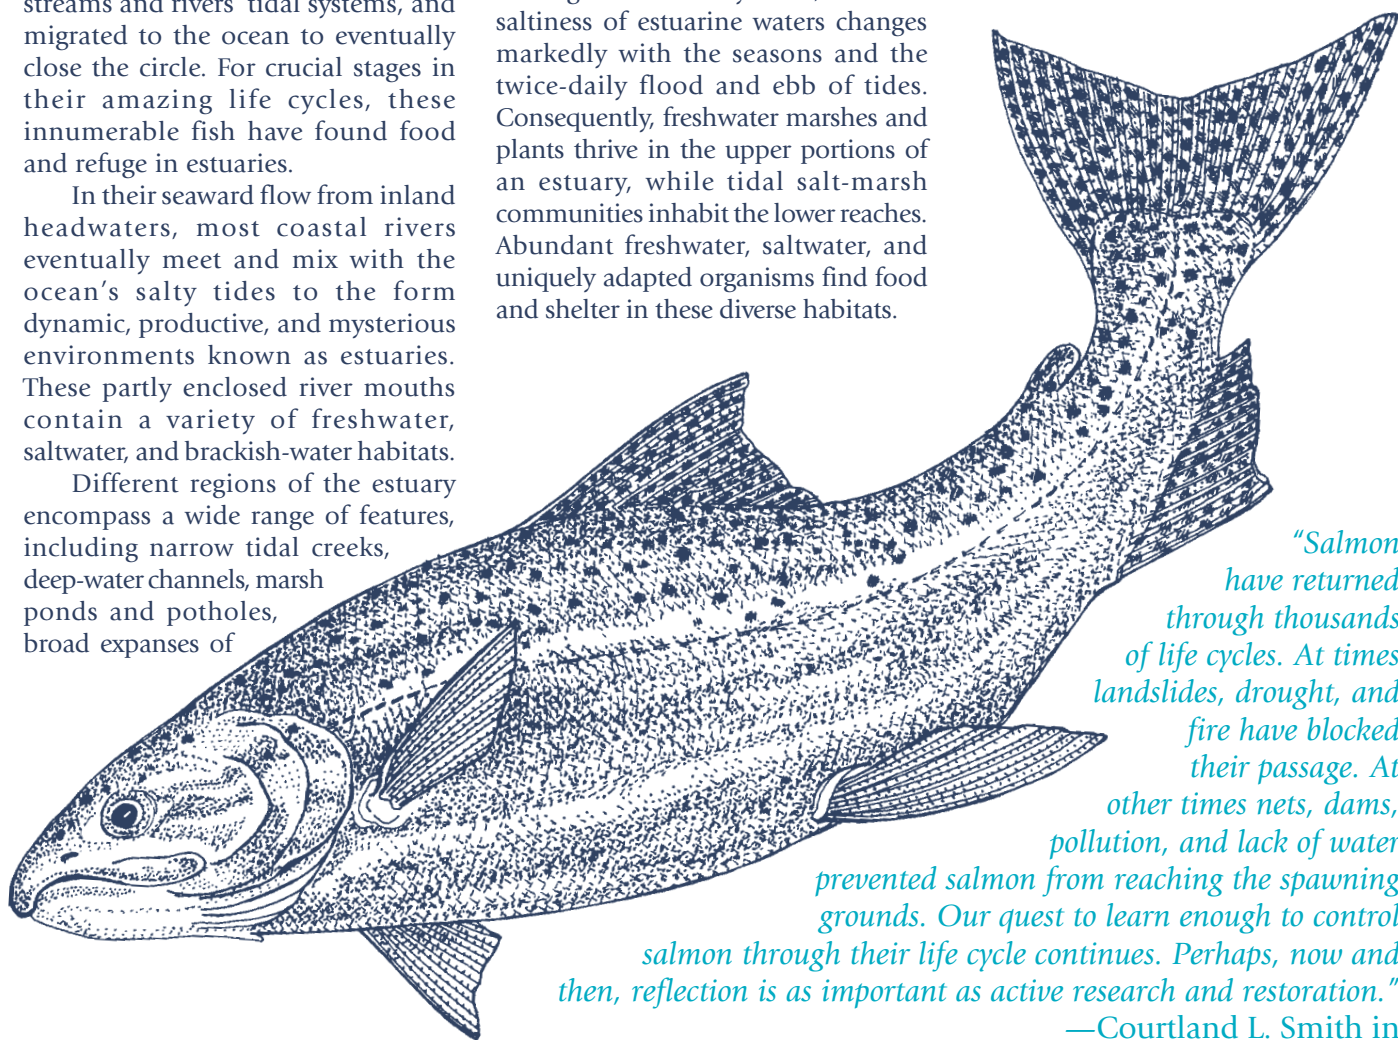 streams and rivers' tidal systems, and
migrated to the ocean to eventually
close the circle. For crucial stages in
their amazing life cycles, these
innumerable fish have found food
and refuge in estuaries.
In their seaward flow from inland
headwaters, most coastal rivers
eventually meet and mix with the
ocean's salty tides to the form
dynamic, productive, and mysterious
environments known as estuaries.
These partly enclosed river mouths
contain a variety of freshwater,
saltwater, and brackish-water habitats.
Different regions of the estuary
encompass a wide range of features,
including narrow tidal creeks,
deep-water channels, marsh
ponds and potholes,
broad expanses of
saltiness of estuarine waters changes
markedly with the seasons and the
twice-daily flood and ebb of tides.
Consequently, freshwater marshes and
plants thrive in the upper portions of
an estuary, while tidal salt-marsh
communities inhabit the lower reaches.
Abundant freshwater, saltwater, and
uniquely adapted organisms find food
and shelter in these diverse habitats.
"Salmon
have returned
through thousands
of life cycles. At times
landslides, drought, and
fire have blocked
their passage. At
other times nets, dams,
pollution, and lack of water
prevented salmon from reaching the spawning
grounds. Our quest to learn enough to control
salmon through their life cycle continues. Perhaps, now and
then, reflection is as important as active research and restoration."
—Courtland L. Smith in